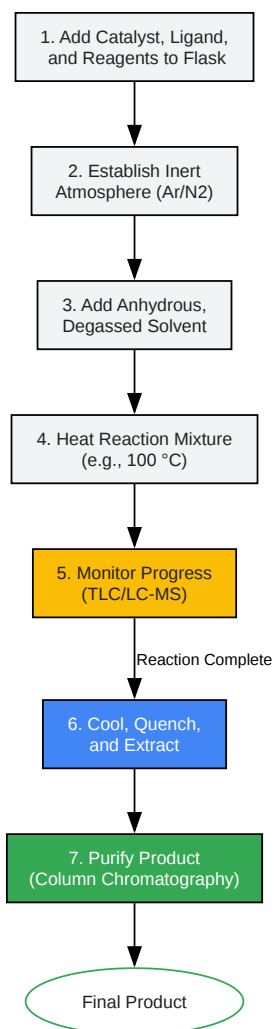 1. Add Catalyst, Ligand,
and Reagents to Flask
2. Establish Inert
Atmosphere (Ar/N2)
3. Add Anhydrous,
Degassed Solvent
4. Heat Reaction Mixture
(e.g., 100 °C)
5. Monitor Progress
(TLC/LC-MS)
Reaction Complete
6. Cool, Quench,
and Extract
7. Purify Product
(Column Chromatography)
Final Product